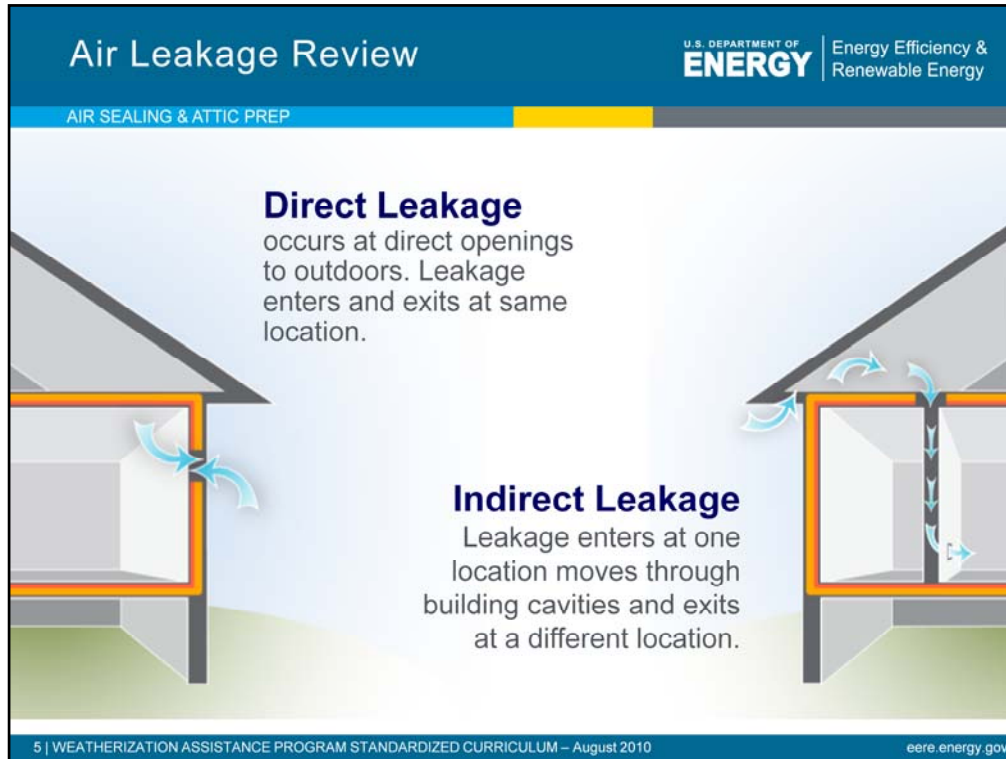 Air Leakage Review
U.S. DEPARTMENT OF
ENERGY
Energy Efficiency &
Renewable Energy
AIR SEALING & ATTIC PREP
Direct Leakage
occurs at direct openings
to outdoors. Leakage
enters and exits at same
location.
Indirect Leakage
Leakage enters at one
location moves through
building cavities and exits
at a different location.
5 | WEATHERIZATION ASSISTANCE PROGRAM STANDARDIZED CURRICULUM – August 2010
eere.energy.gov